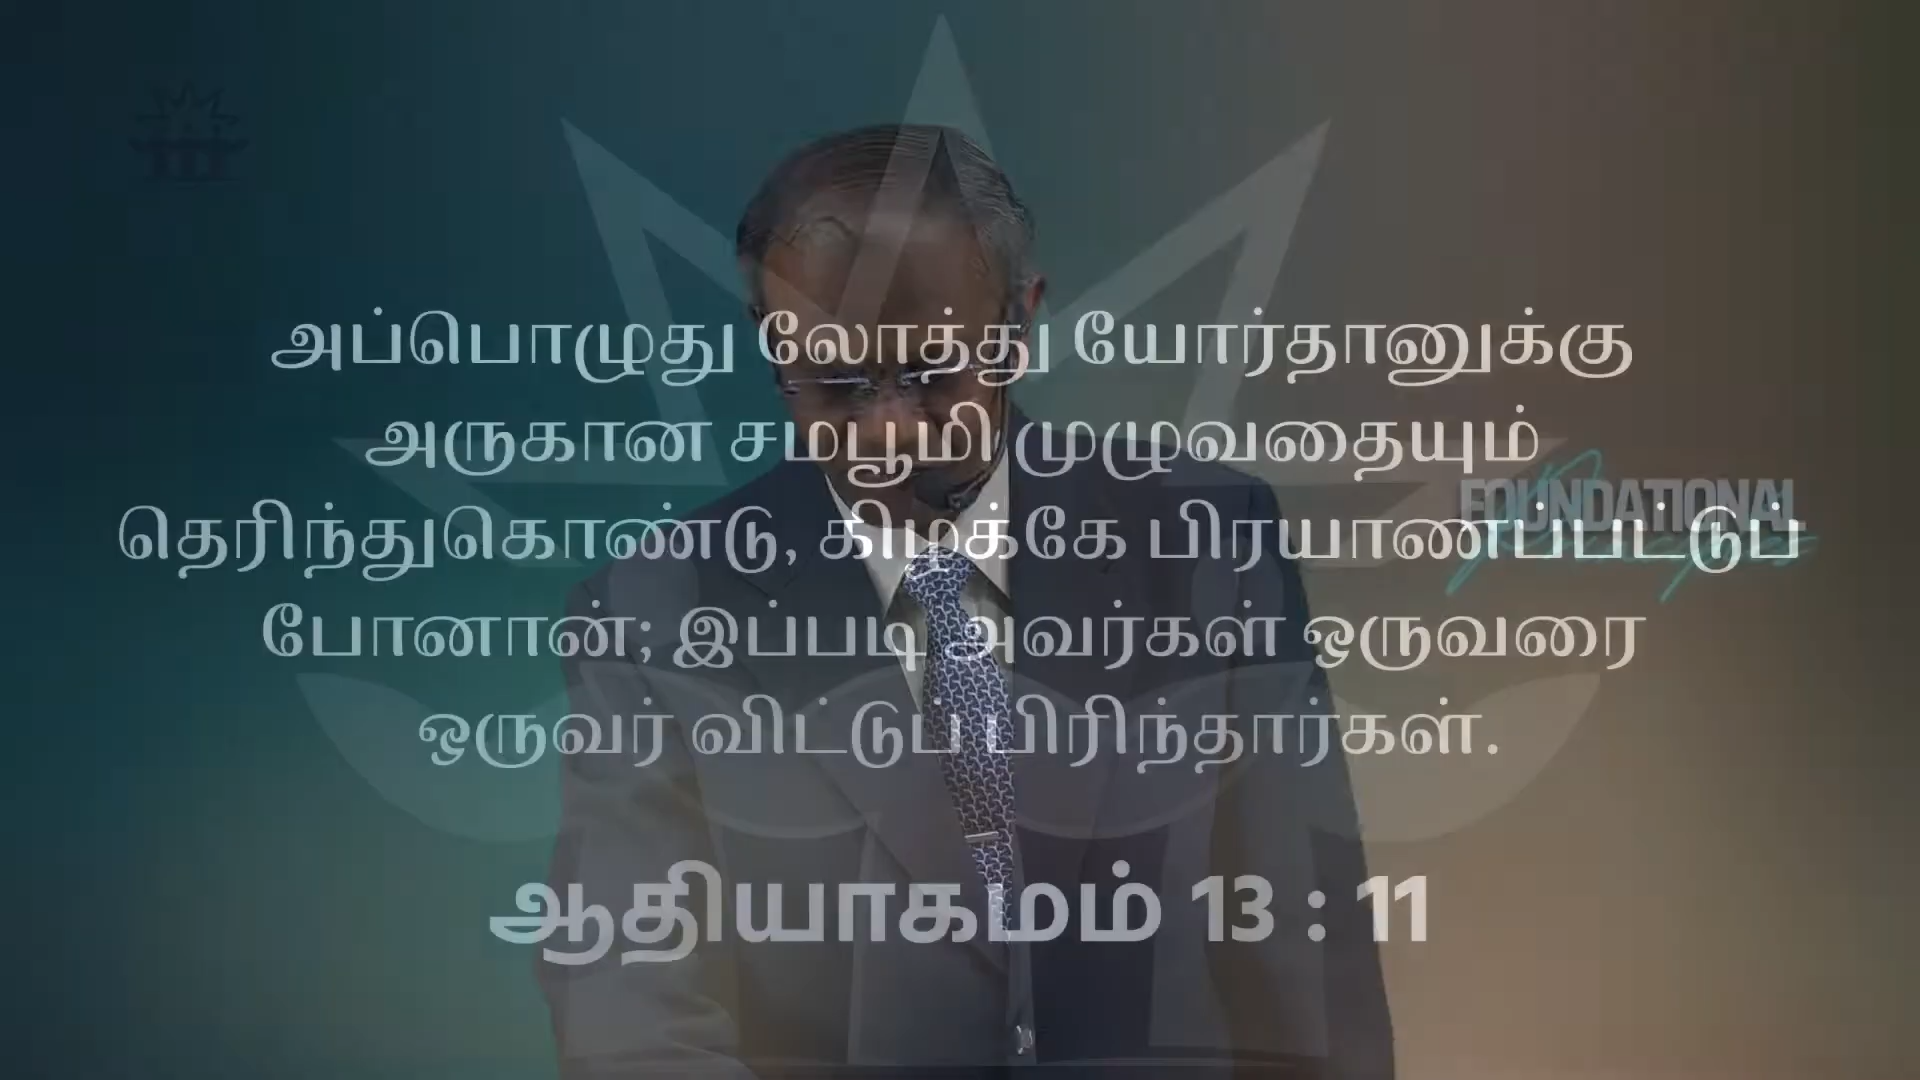 அப்பொழுது லோத்து யோர்தானுக்கு
அருகான சமபூமி முழுவதையும்
தெரிந்துகொண்டு, கிழக்கே பிரயாணப்பட்டுப்
போனான்; இப்படி அவர்கள் ஒருவரை
ஒருவர் விட்டுப் பிரிந்தார்கள்.
ஆதியாகமம் 13 : 11
FOUNDATIONAL
Principles